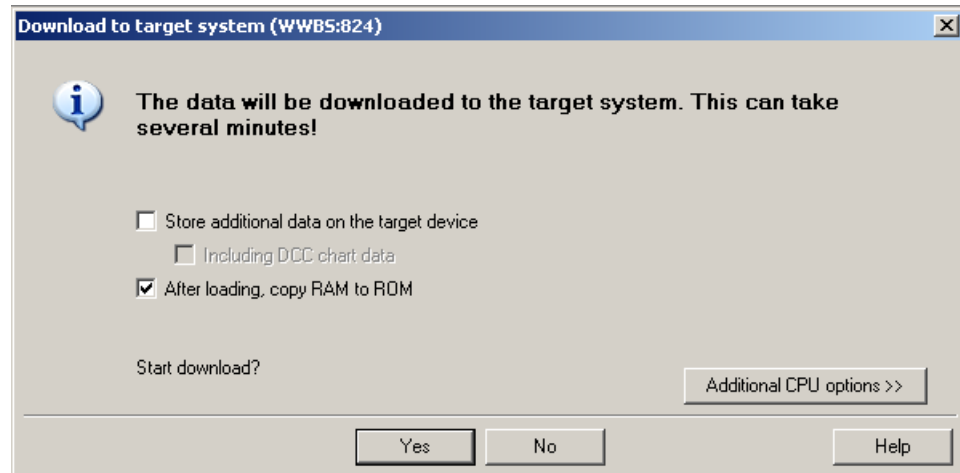 Download to target system (WWBS:824)
The data will be downloaded to the target system. This can take
several minutes!
Store additional data on the target device
Including DCC chart data
After loading, copy RAM to ROM
Start download?
Additional CPU options >>
Yes
No
Help